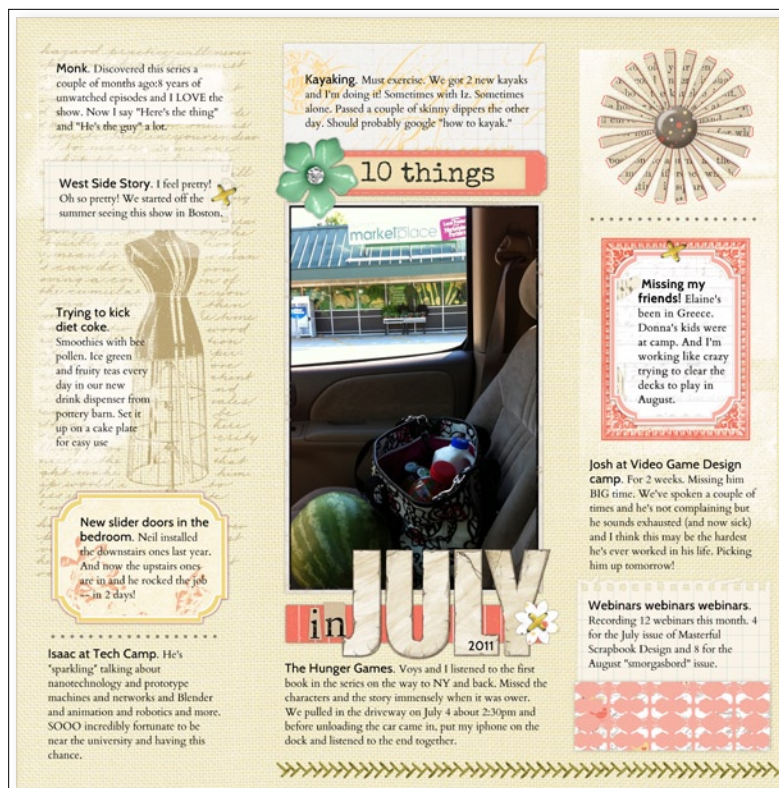 Monk. Discovered this series a
couple of months ago:8 years of
unwatched episodes and I LOVE the
show. Now I say "Here's the thing"
and "He's the guy" a lot.
West Side Story. I feel pretty!
Oh so pretty! We started off the
summer seeing this show in Boston.
Trying to kick
diet coke.
Smoothies with bee
pollen. Ice green
and fruity teas every
day in our new
drink dispenser from
pottery barn. Set it
up on a cake plate
for easy use
New slider doors in the
bedroom. Neil installed
the downstairs ones last year.
And now the upstairs ones
are in and he rocked the job
-- in 2 days!
Isaac at Tech Camp. He's
"sparkling" talking about
nanotechnology and prototype
machines and networks and Blender
and animation and robotics and more.
SOOO incredibly fortunate to be
near the university and having this
chance.
Kayaking. Must exercise. We got 2 new kayaks
and I'm doing it! Sometimes with Iz. Sometimes
alone. Passed a couple of skinny dippers the other
day. Should probably google "how to kayak."
10 things
marketplace
in JULY
2011
The Hunger Games. Voys and I listened to the first
book in the series on the way to NY and back. Missed the
characters and the story immensely when it was ower.
We pulled in the driveway on July 4 about 2:30pm and
before unloading the car came in, put my iphone on the
dock and listened to the end together.
Missing my
friends! Elaine's
been in Greece.
Donna's kids were
at camp. And I'm
working like crazy
trying to clear the
decks to play in
August.
Josh at Video Game Design
camp. For 2 weeks. Missing him
BIG time. We've spoken a couple of
times and he's not complaining but
he sounds exhausted (and now sick)
and I think this may be the hardest
he's ever worked in his life. Picking
him up tomorrow!
Webinars webinars webinars.
Recording 12 webinars this month. 4
for the July issue of Masterful
Scrapbook Design and 8 for the
August "smorgasbord" issue.